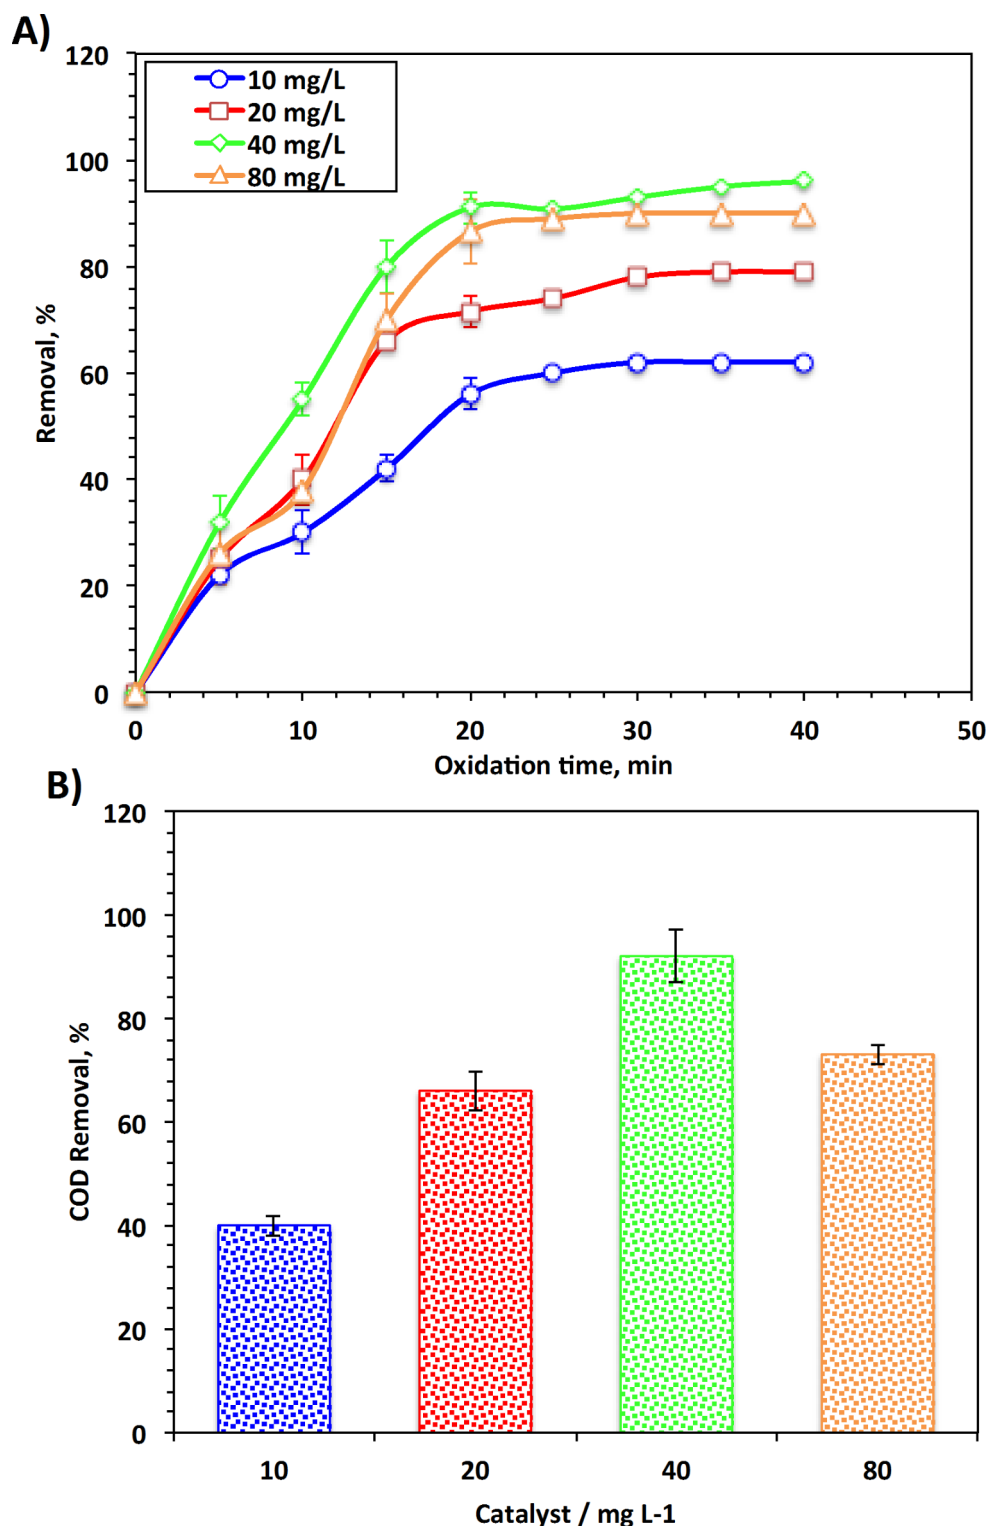 A)
120
100
80
60
40
20
0
Removal, %
10 mg/L
20 mg/L
40 mg/L
80 mg/L
0 10 20 30 40 50
Oxidation time, min
B)
120
100
80
60
40
20
0
COD Removal, %
10 20 40 80
Catalyst / mg L-1